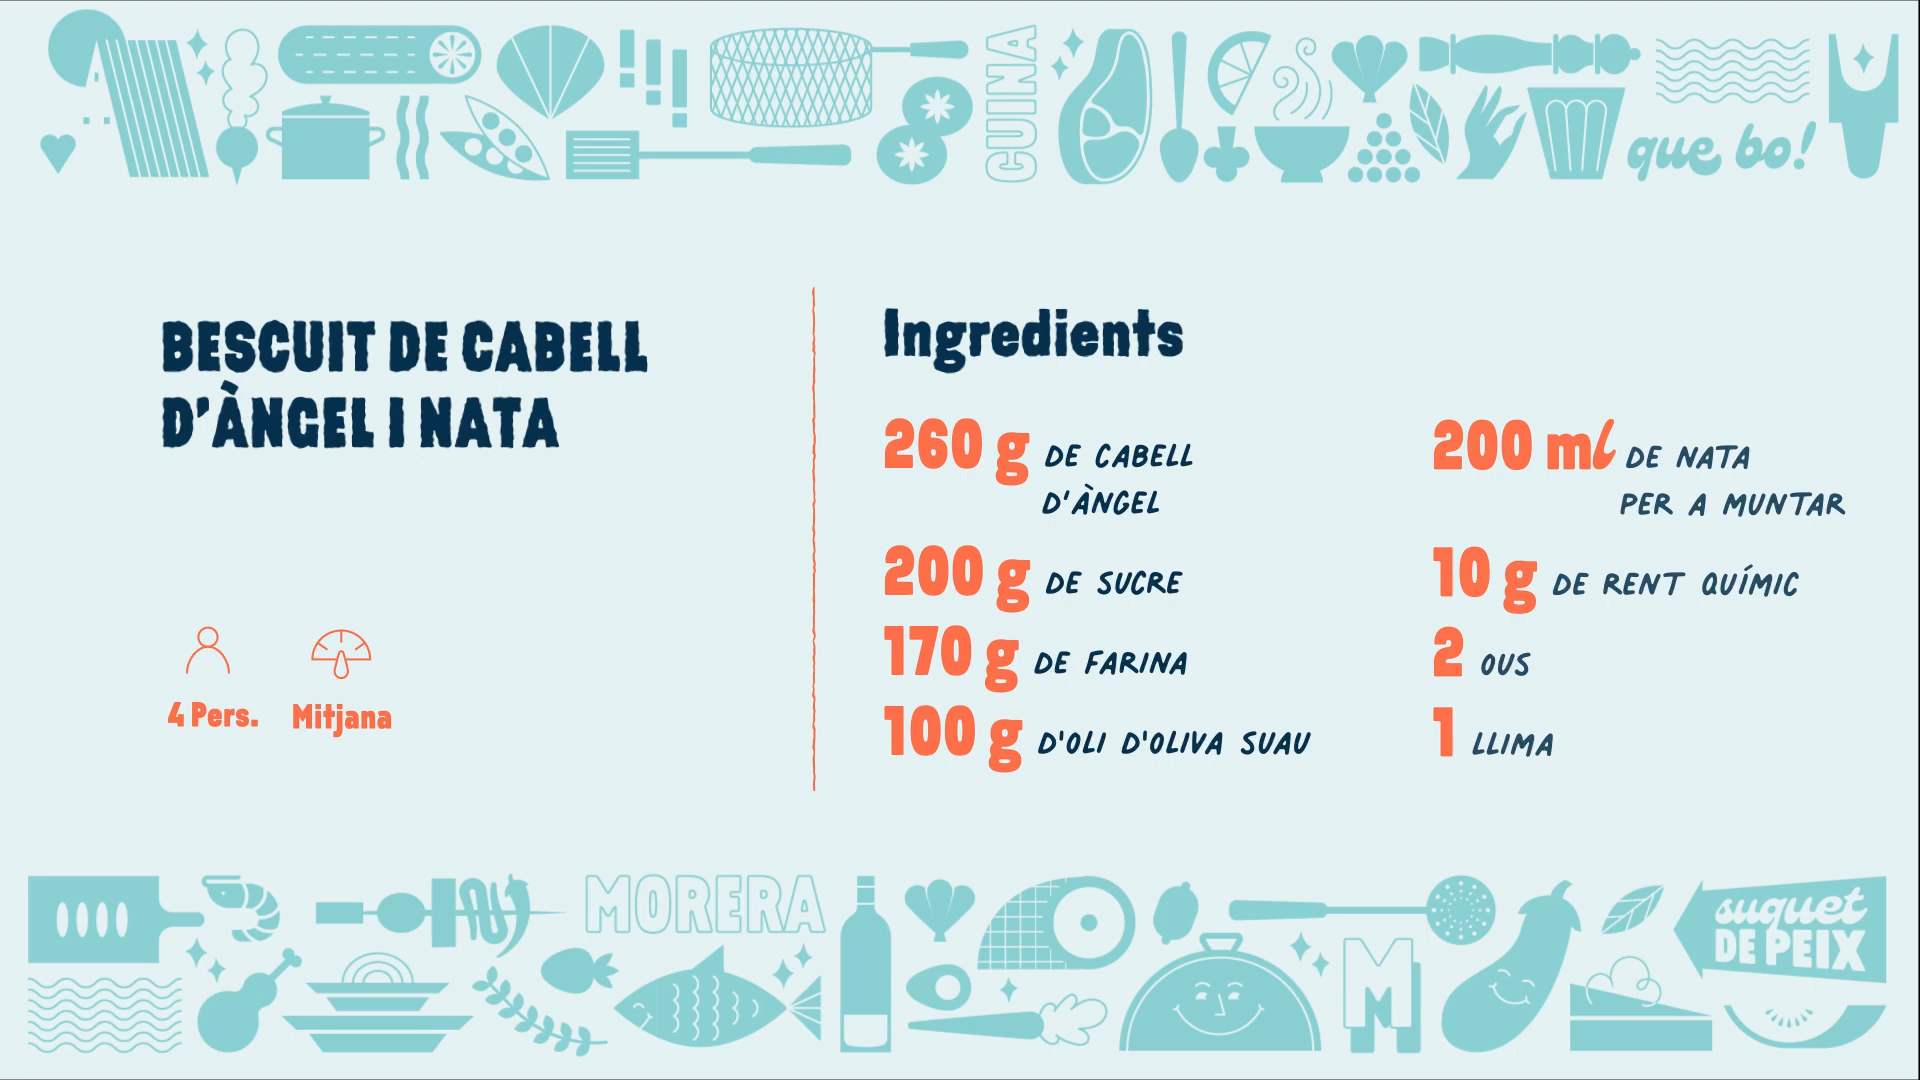 CUINA
que bo!
BESCUIT DE CABELL
D'ÀNGEL I NATA
4 Pers.
Mitjana
Ingredients
260 g DE CABELL
D'ÀNGEL
200 g DE SUCRE
170 g DE FARINA
100 g D'OLI D'OLIVA SUAU
200 ml DE NATA
PER A MUNTAR
10 g DE RENT QUÍMIC
2 OUS
1 LLIMA
MORERA
M
suquet
DE PEIX